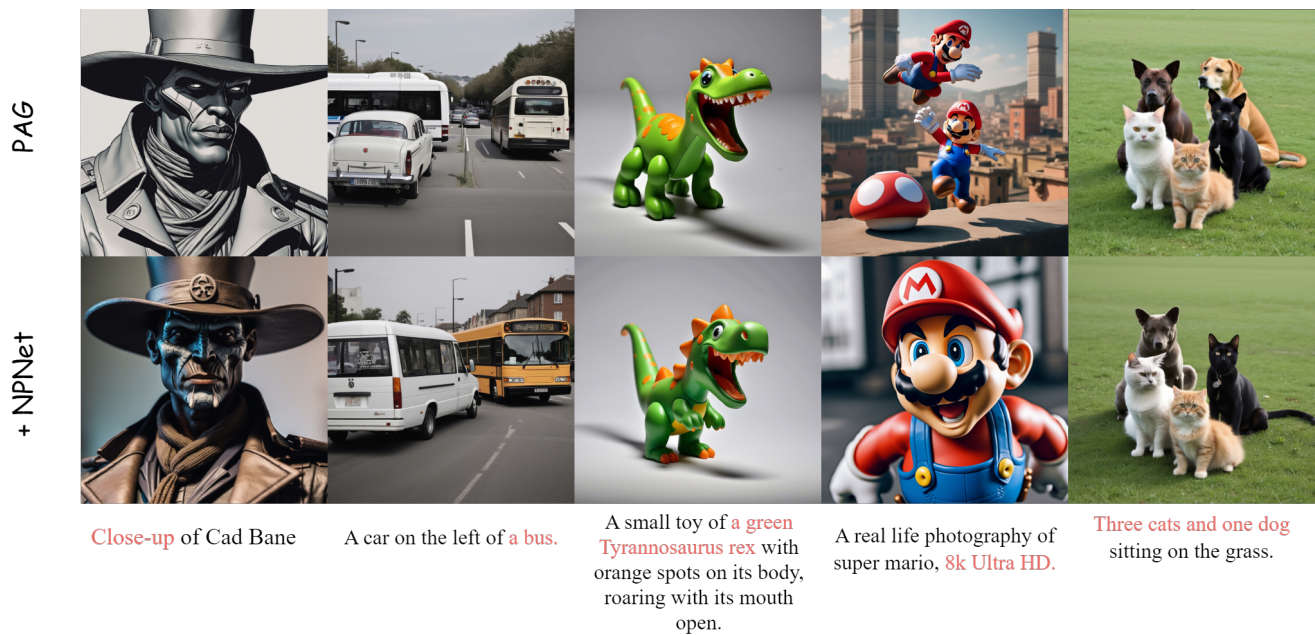 PAG
+ NPNet
M
Close-up of Cad Bane
A car on the left of a bus.
A small toy of a green
Tyrannosaurus rex with
orange spots on its body,
roaring with its mouth
open.
A real life photography of
super mario, 8k Ultra HD.
Three cats and one dog
sitting on the grass.